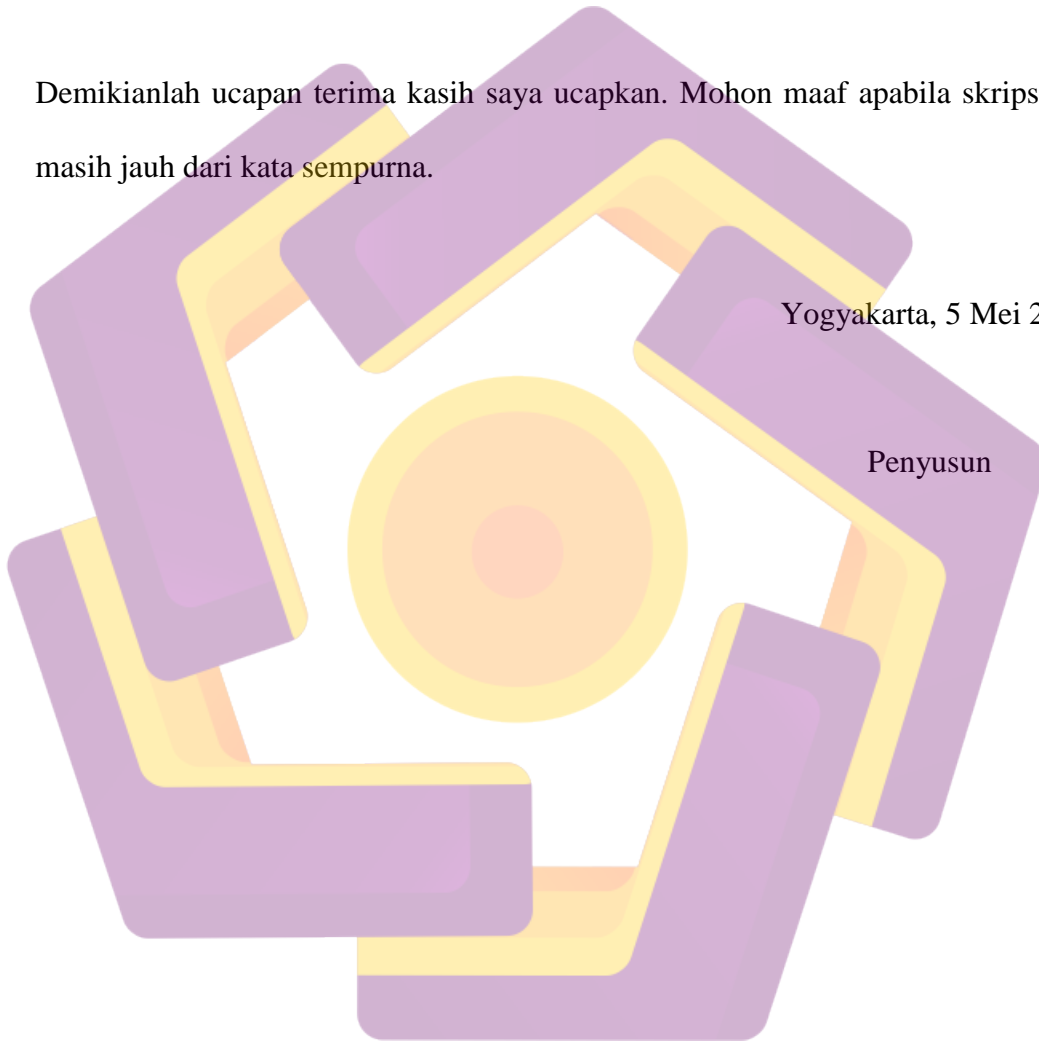 Demikianlah ucapan terima kasih saya ucapkan. Mohon maaf apabila skrips
masih jauh dari kata sempurna.
Yogyakarta, 5 Mei 2
Penyusun